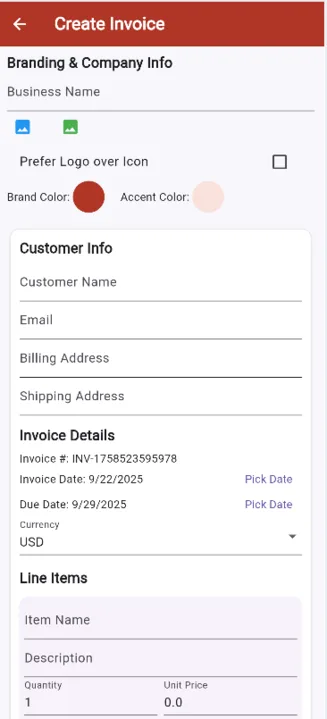 Create Invoice
Branding & Company Info
Business Name
Prefer Logo over Icon
Brand Color:
Accent Color:
Customer Info
Customer Name
Email
Billing Address
Shipping Address
Invoice Details
Invoice #: INV-1758523595978
Invoice Date: 9/22/2025 Pick Date
Due Date: 9/29/2025 Pick Date
Currency
USD
Line Items
Item Name
Description
Quantity Unit Price
1 0.0